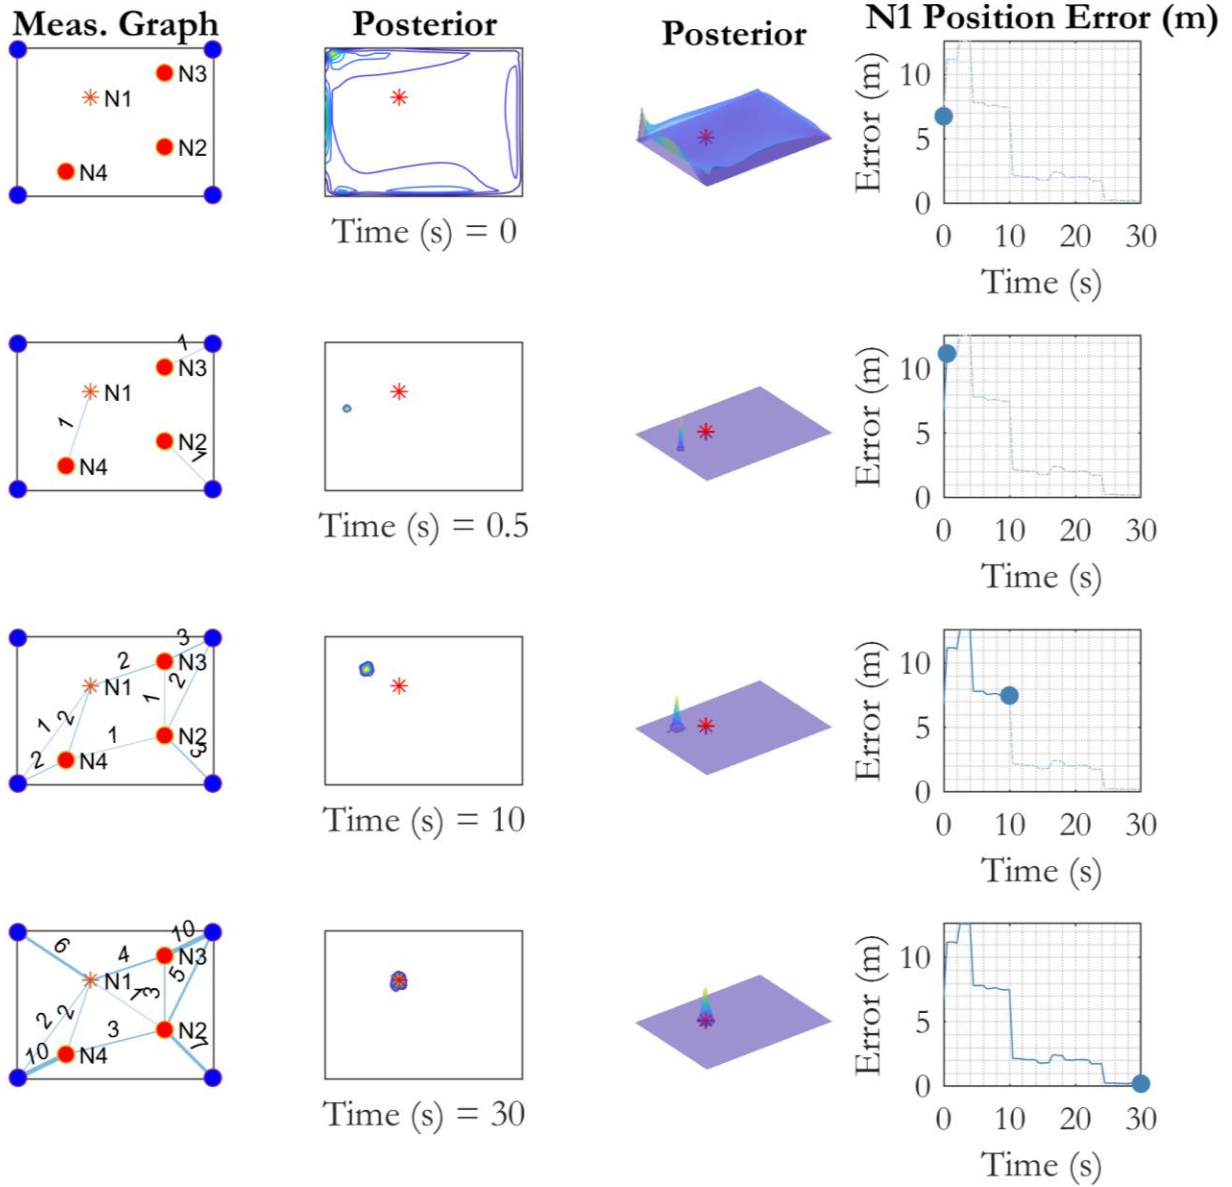 Meas. Graph Posterior Posterior N1 Position Error (m)
N3
N1
N2
N4
Time (s) = 0
Error (m)
10
5
0
0 10 20 30
Time (s)
1
N3
N1
1
N2
1
N4
Time (s) = 0.5
Error (m)
10
5
0
0 10 20 30
Time (s)
3
2 N3
N1 2
1 2 1
1 N2
2 N4 3
Time (s) = 10
Error (m)
10
5
0
0 10 20 30
Time (s)
10
6 4 N3
N1 5
1 3
2 2 3 N2
10 N4 7
Time (s) = 30
Error (m)
10
5
0
0 10 20 30
Time (s)